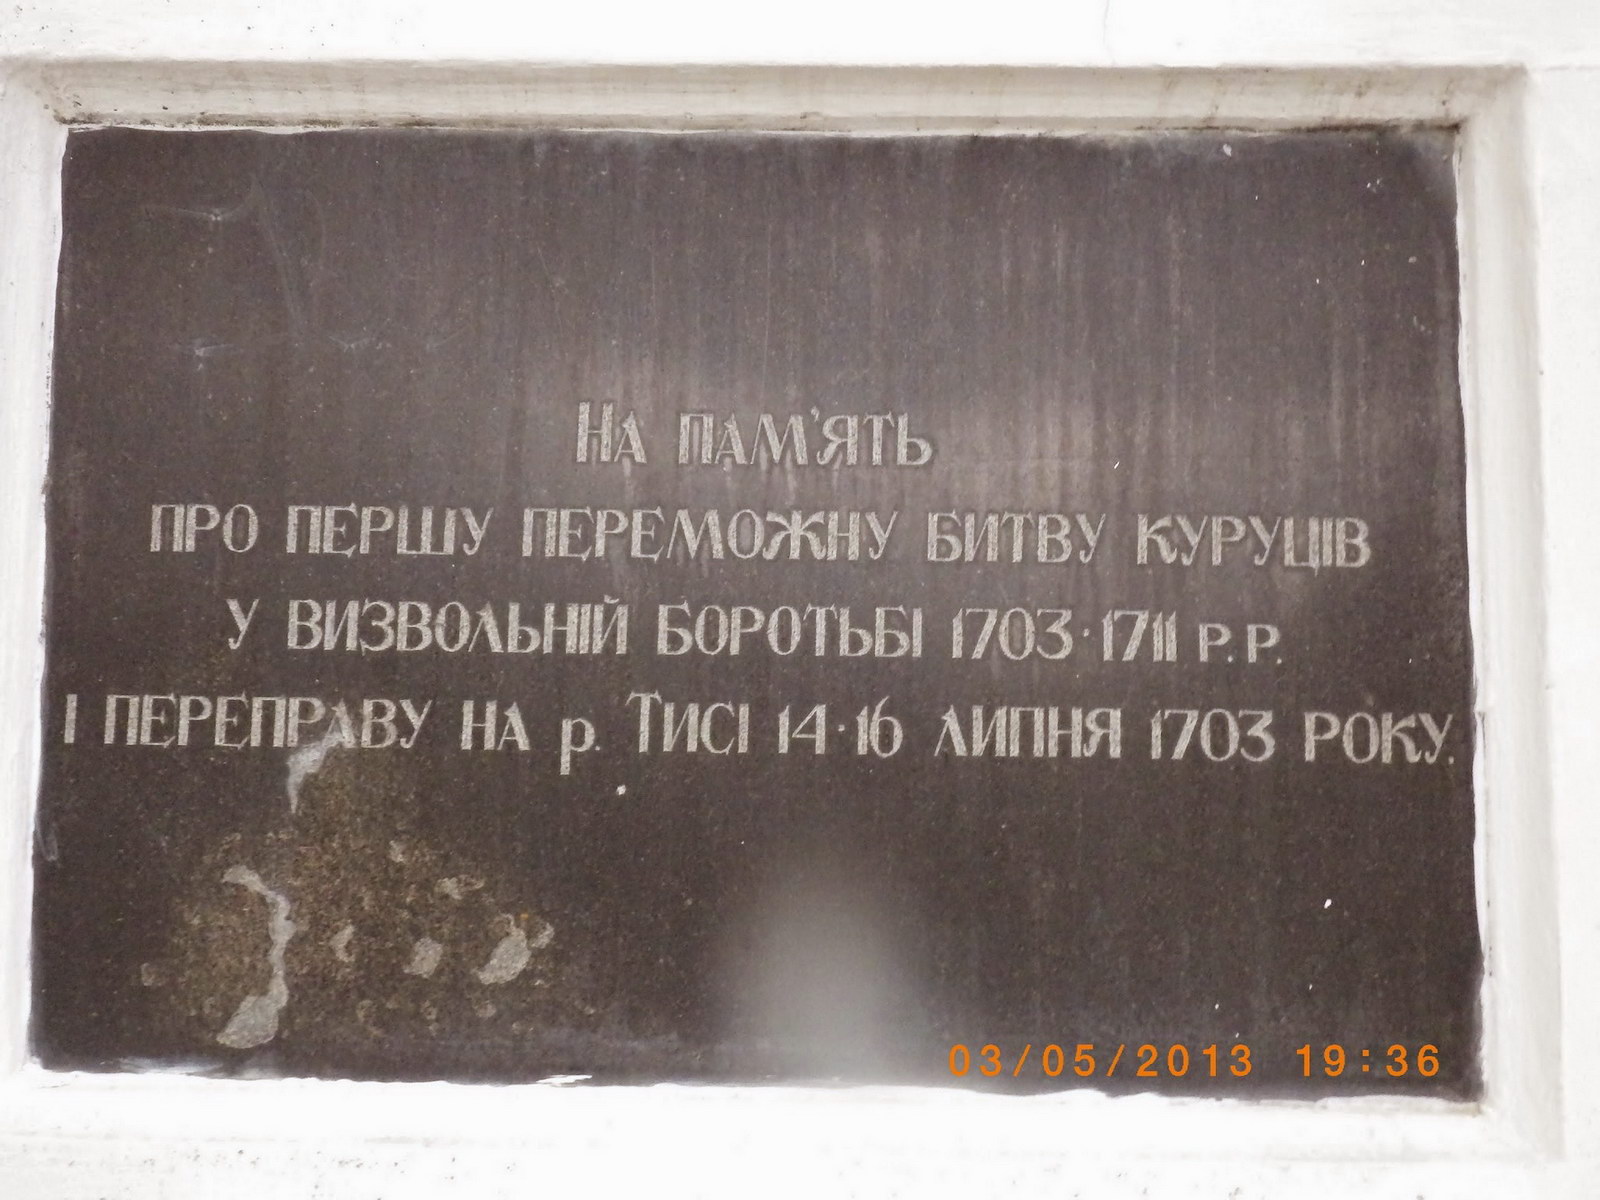 На пам'ять
про першу переможну битву куруців
у визвольній боротьбі 1703-1711 р.р.
і переправу на р. Тисі 14-16 липня 1703 року.
03/05/2013 19:36